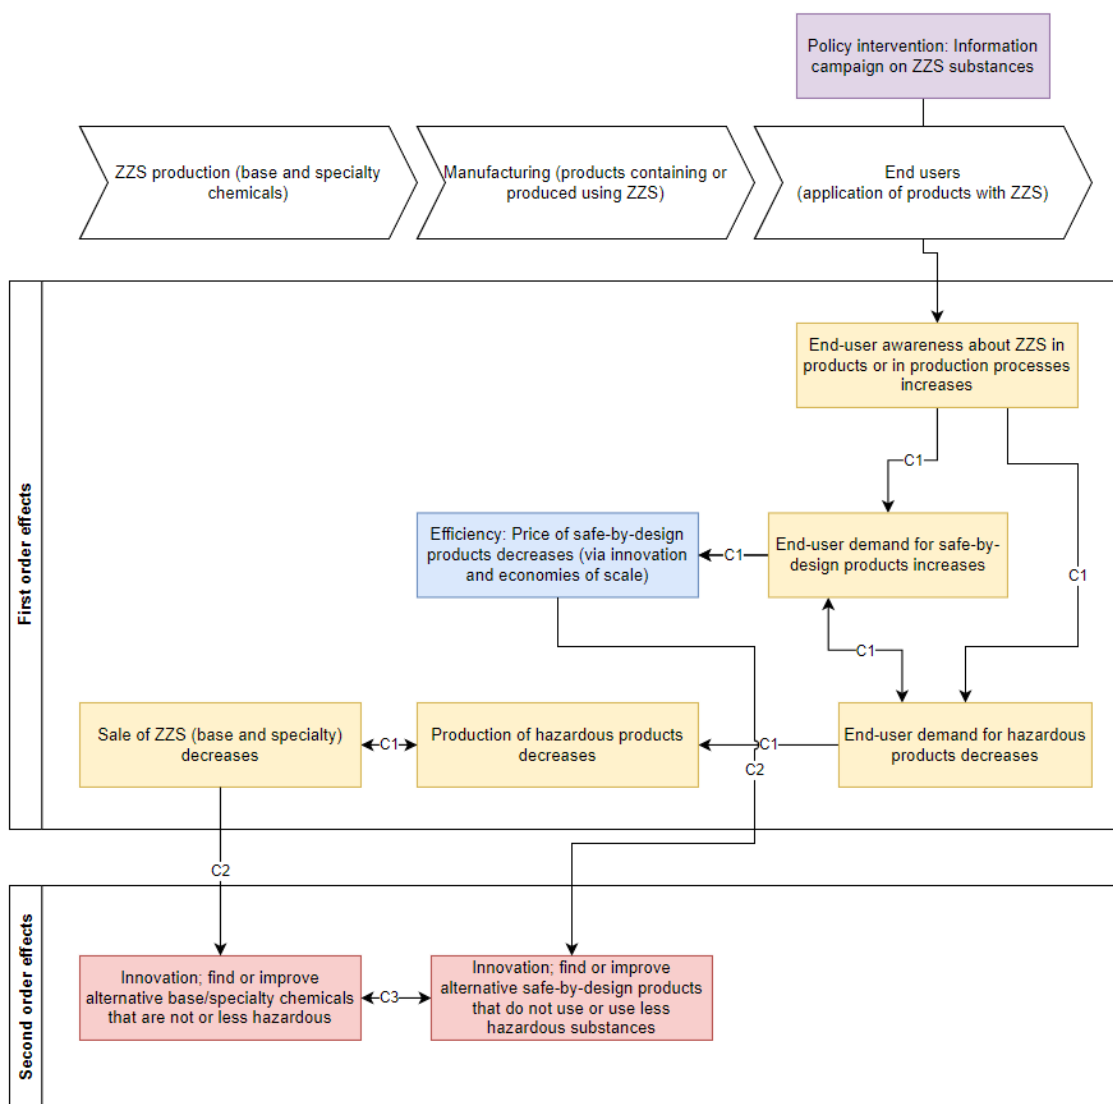 Policy intervention: Information
campaign on ZZS substances
ZZS production (base and specialty
chemicals)
Manufacturing (products containing or
produced using ZZS)
End users
(application of products with ZZS)
First order effects
End-user awareness about ZZS in
products or in production processes
increases
C1
C1
Efficiency: Price of safe-by-design
products decreases (via innovation
and economies of scale)
C1
End-user demand for safe-by-
design products increases
C1
Sale of ZZS (base and specialty)
decreases
C1
Production of hazardous products
decreases
C1
End-user demand for hazardous
products decreases
C2
C2
Second order effects
Innovation; find or improve
alternative base/specialty chemicals
that are not or less hazardous
C3
Innovation; find or improve
alternative safe-by-design products
that do not use or use less
hazardous substances